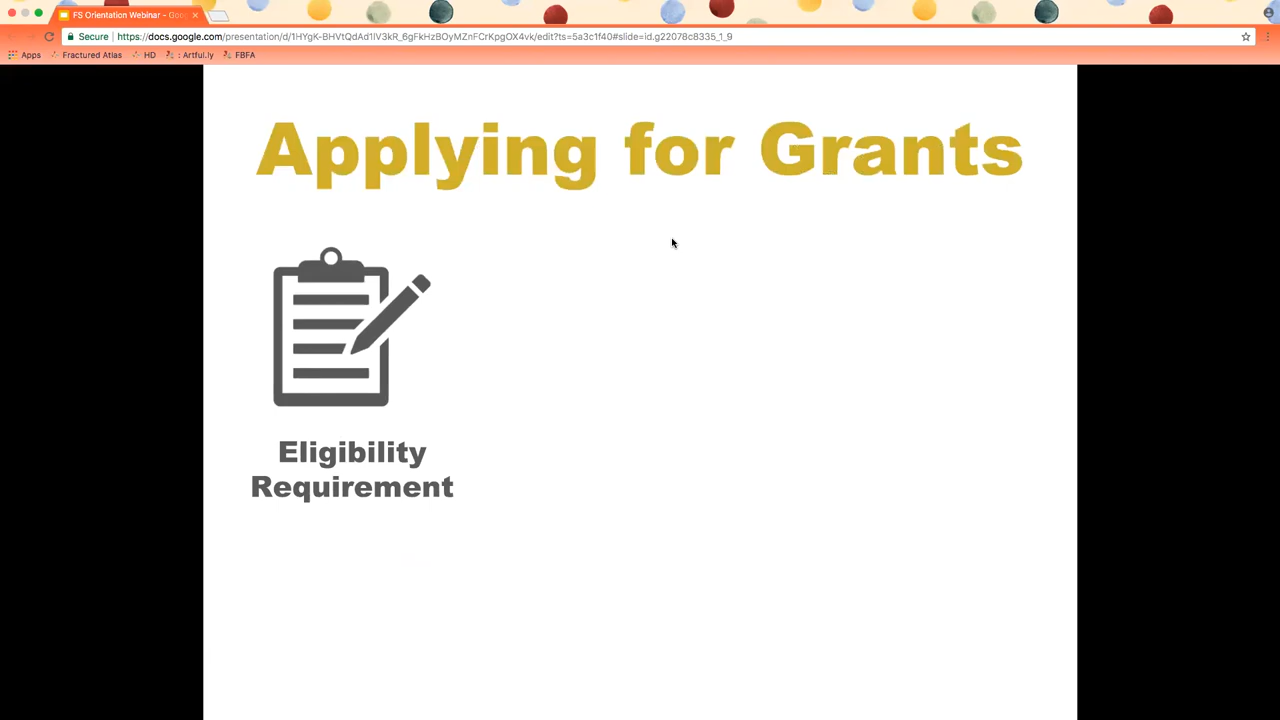 FS Orientation Webinar - Goo
Secure
https://docs.google.com/presentation/d/1HYgK-BHVtQdAd1IV3kR_6gFkHzBOyMZnFCrKpgOX4vk/edit?ts=5a3c1f40#slide=id.g22078c8335_1_9
Apps
Fractured Atlas
HD
: Artful.ly
FBFA
Applying for Grants
Eligibility
Requirement